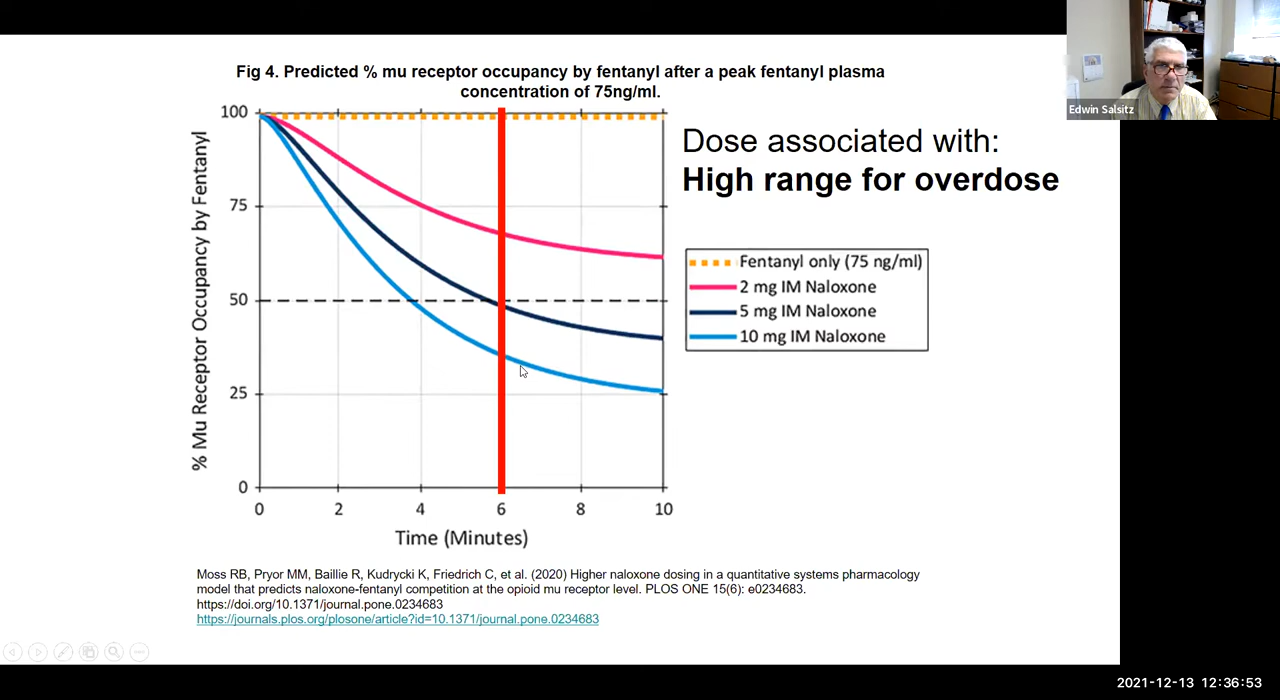 Fig 4. Predicted % mu receptor occupancy by fentanyl after a peak fentanyl plasma
concentration of 75ng/ml.
Edwin Salsitz
Dose associated with:
High range for overdose
% Mu Receptor Occupancy by Fentanyl
100
75
50
25
0
0 2 4 6 8 10
Time (Minutes)
Fentanyl only (75 ng/ml)
2 mg IM Naloxone
5 mg IM Naloxone
10 mg IM Naloxone
Moss RB, Pryor MM, Baillie R, Kudrycki K, Friedrich C, et al. (2020) Higher naloxone dosing in a quantitative systems pharmacology
model that predicts naloxone-fentanyl competition at the opioid mu receptor level. PLOS ONE 15(6): e0234683.
https://doi.org/10.1371/journal.pone.0234683
https://journals.plos.org/plosone/article?id=10.1371/journal.pone.0234683
2021-12-13 12:36:53